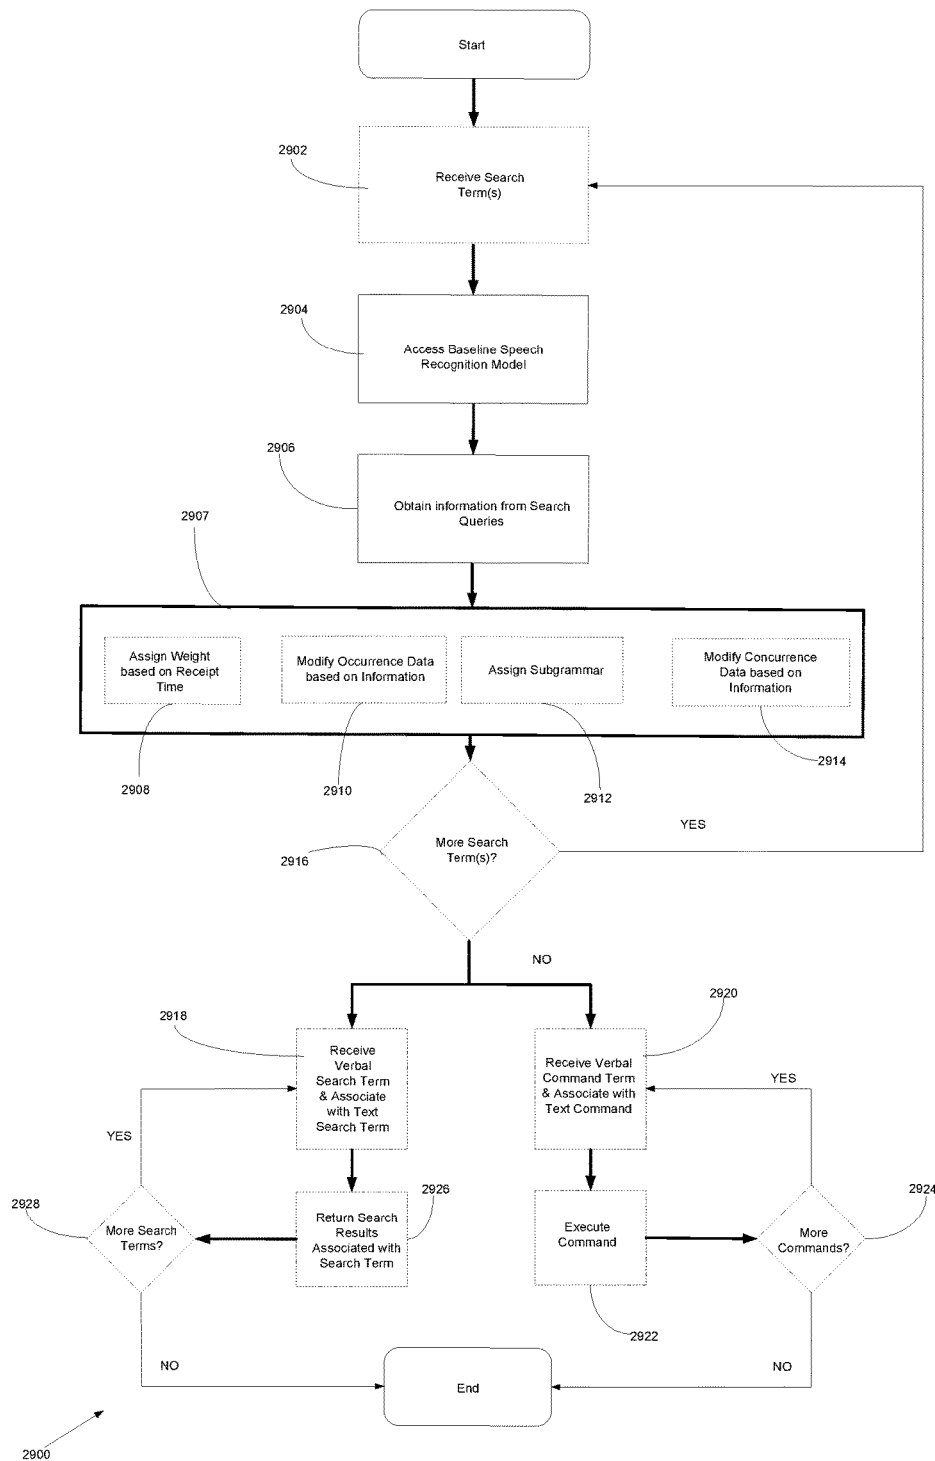 Start
2902
Receive Search
Term(s)
2904
Access Baseline Speech
Recognition Model
2906
Obtain information from Search
Queries
2907
Assign Weight
based on Receipt
Time
Modify Occurrence Data
based on Information
Assign Subgrammar
Modify Concurrence
Data based on
Information
2908
2910
2912
2914
YES
More Search
Term(s)?
2916
NO
2918
2920
Receive
Verbal
Search Term
& Associate
with Text
Search Term
Receive Verbal
Command Term
& Associate with
Text Command
YES
YES
2928
2926
2924
More Search
Terms?
Return Search
Results
Associated with
Search Term
Execute
Command
More
Commands?
2922
NO
NO
End
2900